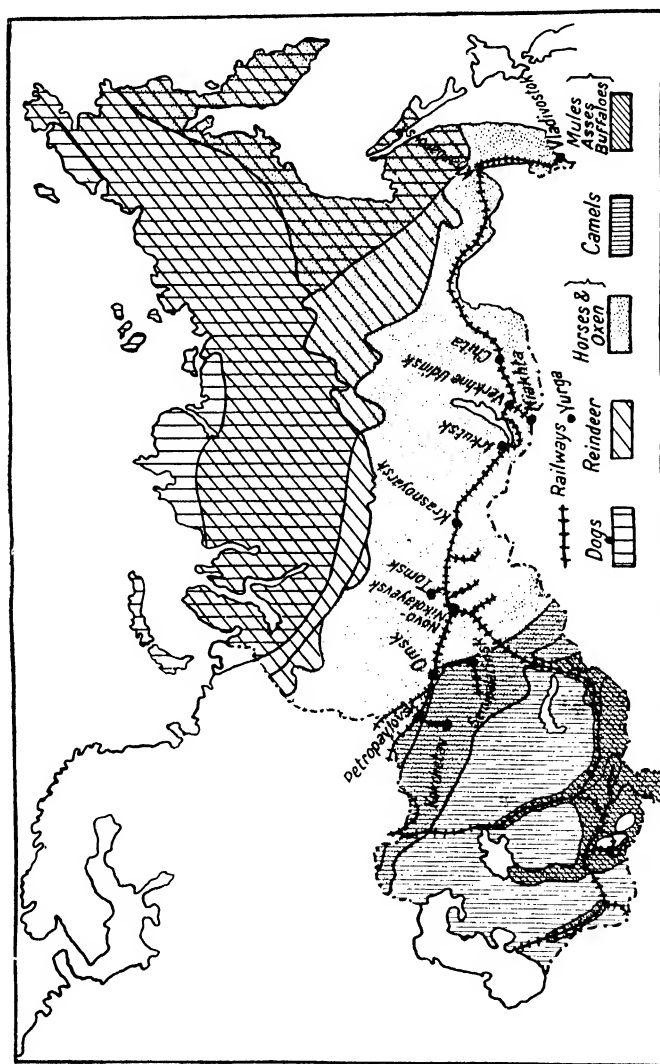 Petropavlovsk
Omsk
Novo-
Nikolayevsk
Tomsk
Krasnoyarsk
Irkutsk
Verkhne Udinsk
Chita
Kiakhta
Vladivostok
Railways
Yurga
Dogs
Reindeer
Horses &
Oxen
Camels
Mules
Asses
Buffaloes